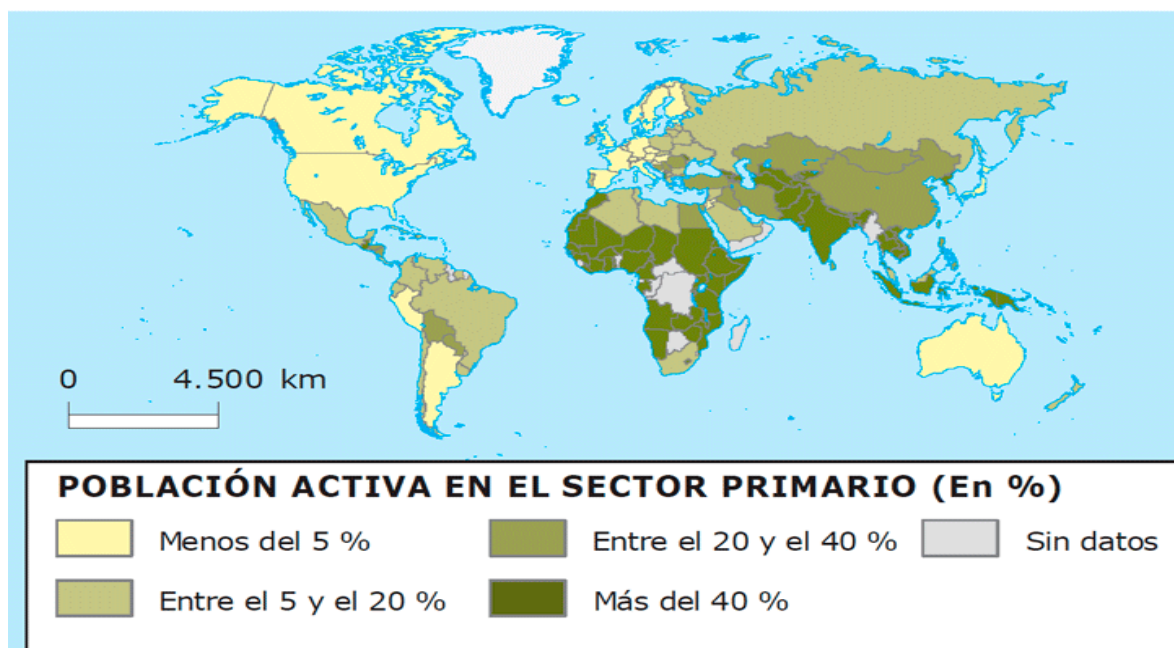 0 4.500 km
POBLACIÓN ACTIVA EN EL SECTOR PRIMARIO (En %)
Menos del 5 % Entre el 20 y el 40 % Sin datos
Entre el 5 y el 20 % Más del 40 %